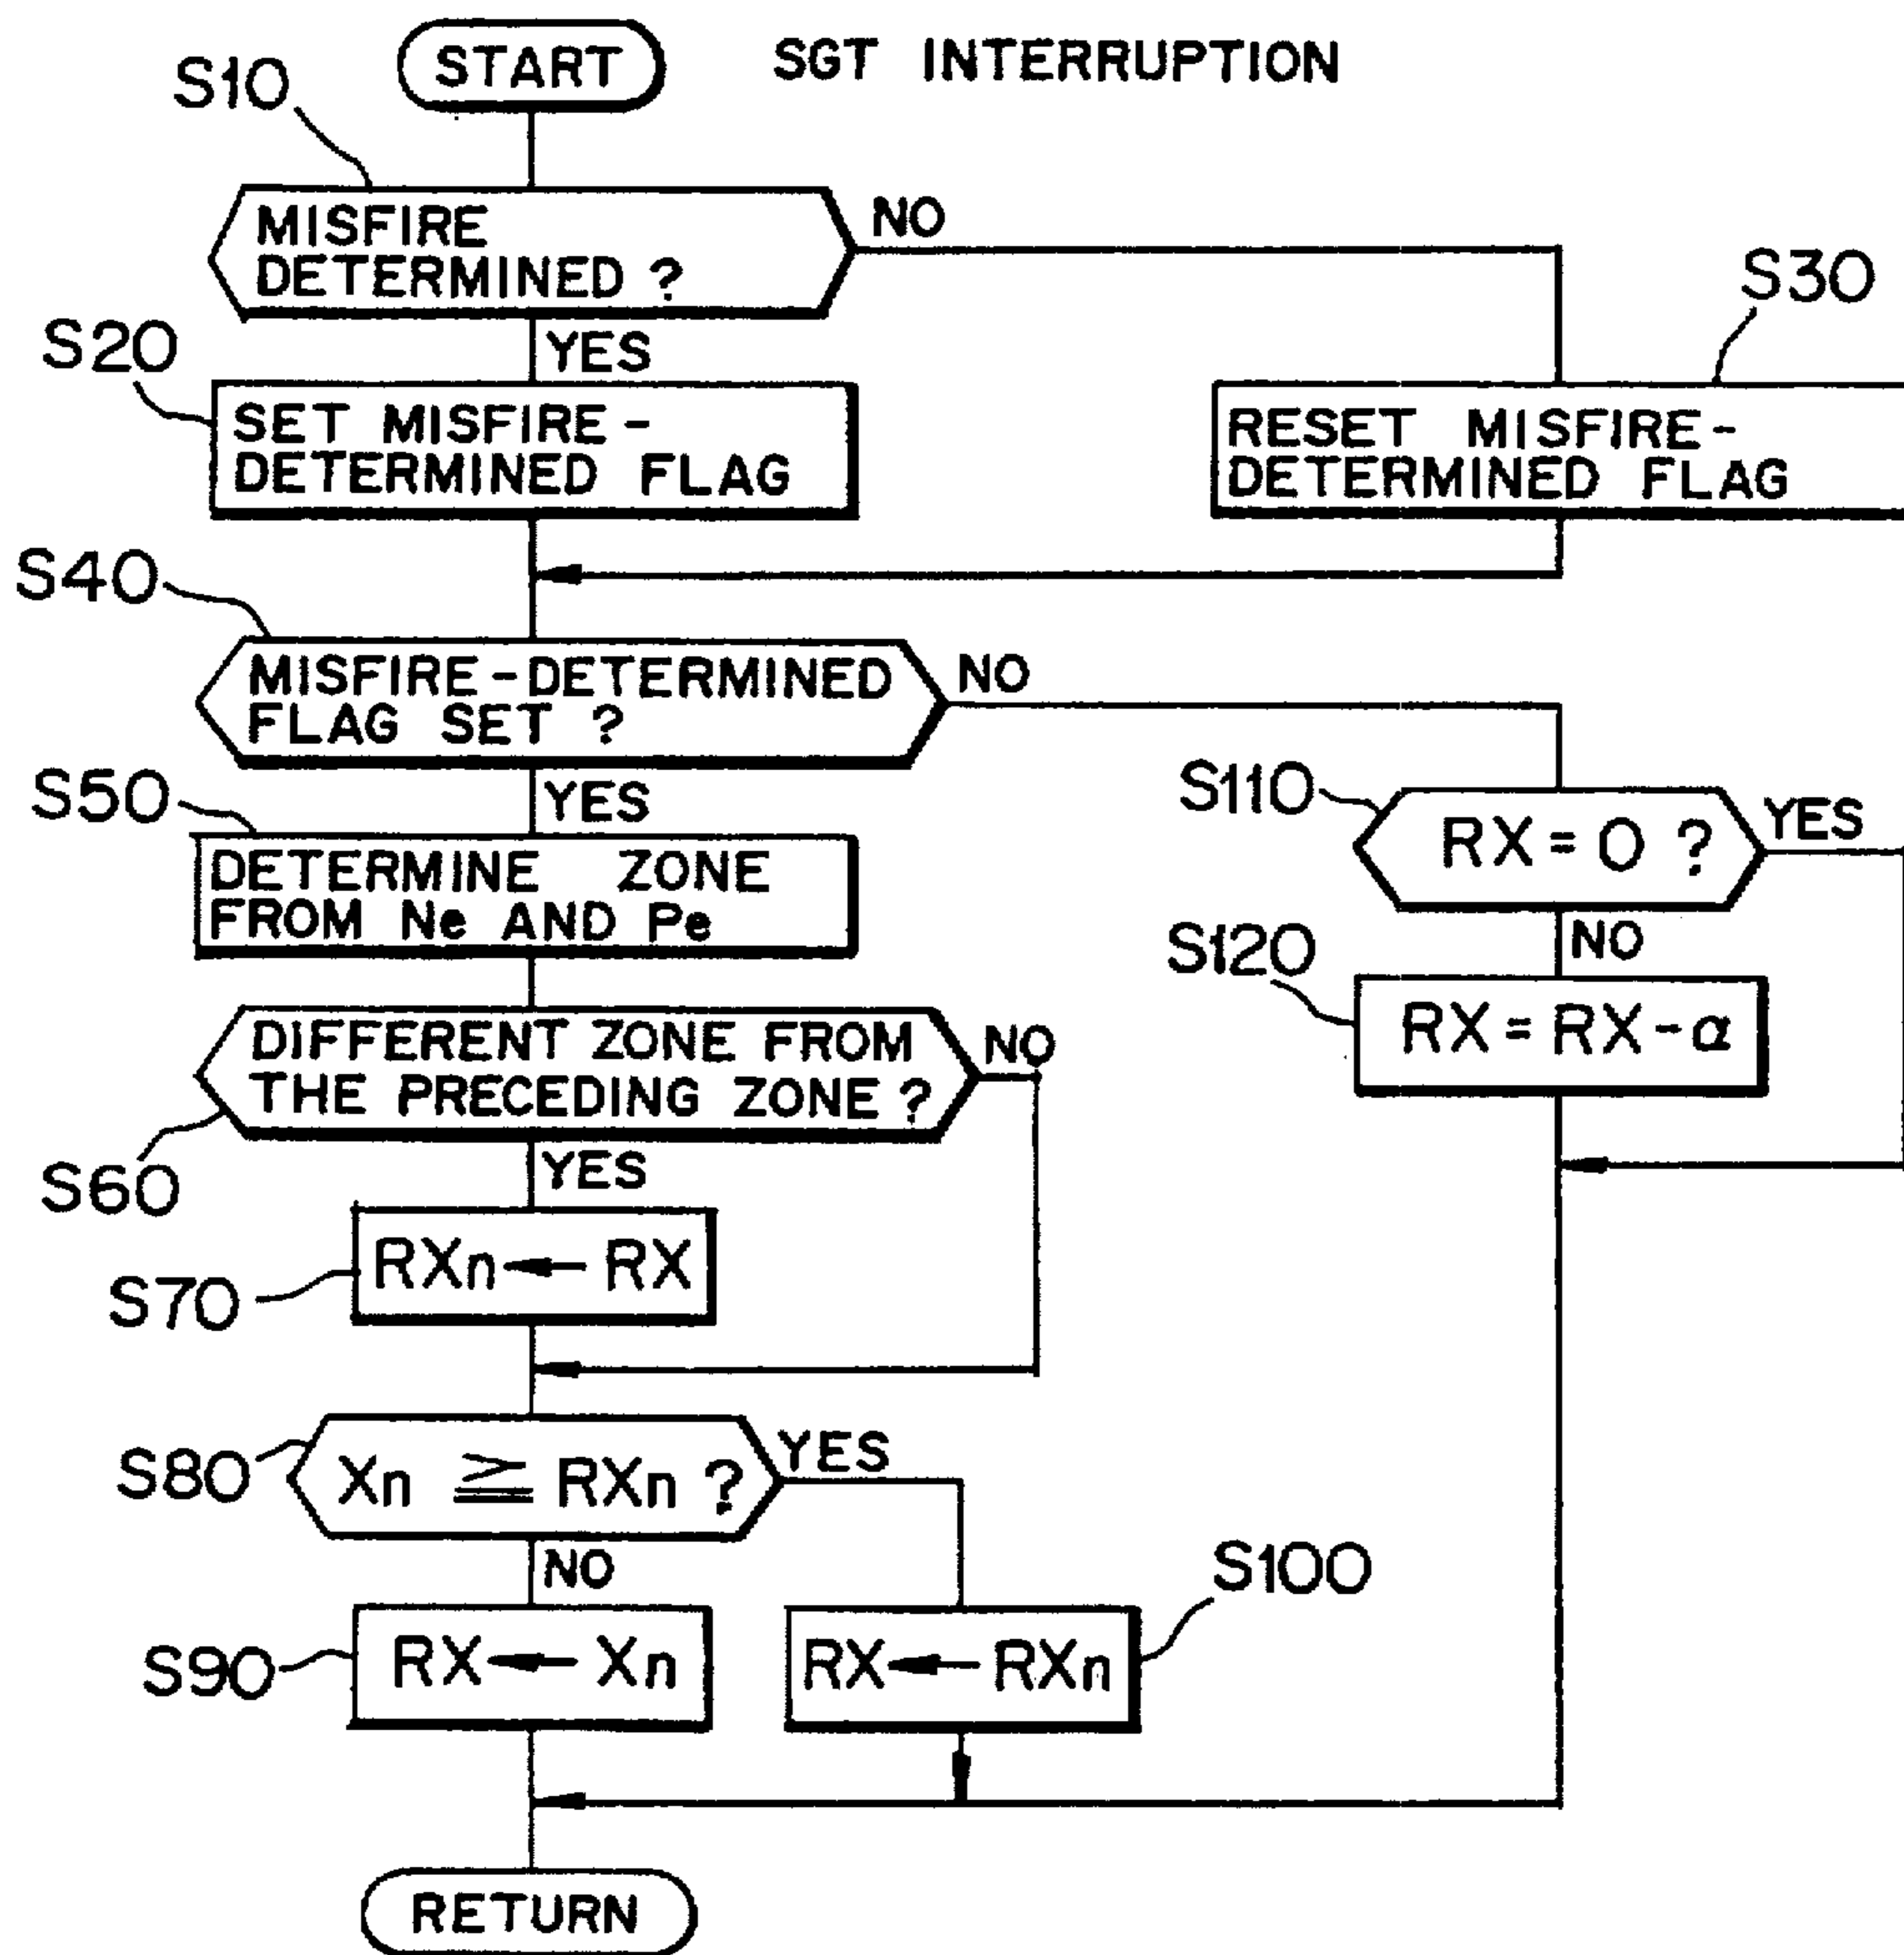 START
SGT INTERRUPTION
S10
MISFIRE
DETERMINED ?
NO
YES
S20
SET MISFIRE-
DETERMINED FLAG
S30
RESET MISFIRE-
DETERMINED FLAG
S40
MISFIRE-DETERMINED
FLAG SET ?
NO
YES
S50
DETERMINE ZONE
FROM Ne AND Pe
S110
RX = 0 ?
YES
NO
S120
RX = RX - α
S60
DIFFERENT ZONE FROM
THE PRECEDING ZONE ?
NO
YES
S70
RXn ← RX
S80
Xn ≧ RXn ?
YES
NO
S90
RX ← Xn
S100
RX ← RXn
RETURN